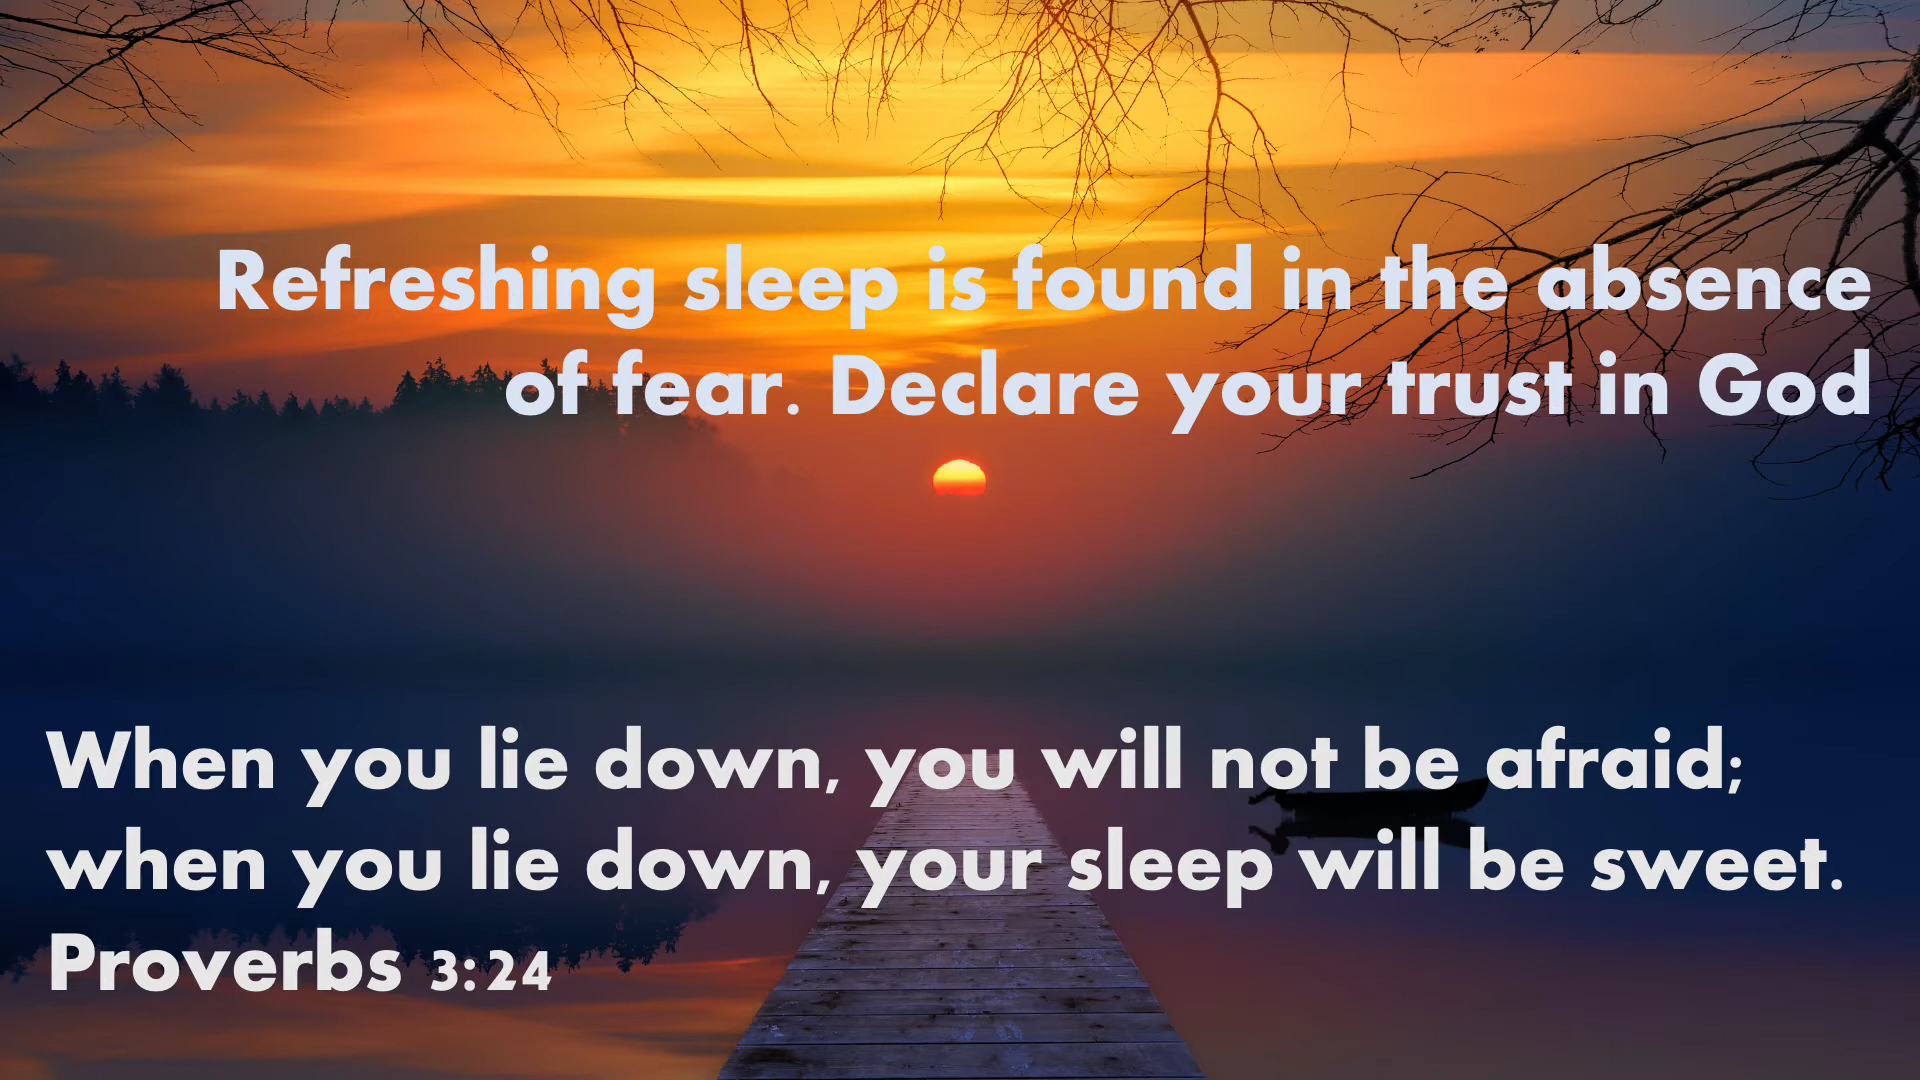 Refreshing sleep is found in the absence
of fear. Declare your trust in God
When you lie down, you will not be afraid;
when you lie down, your sleep will be sweet.
Proverbs 3:24